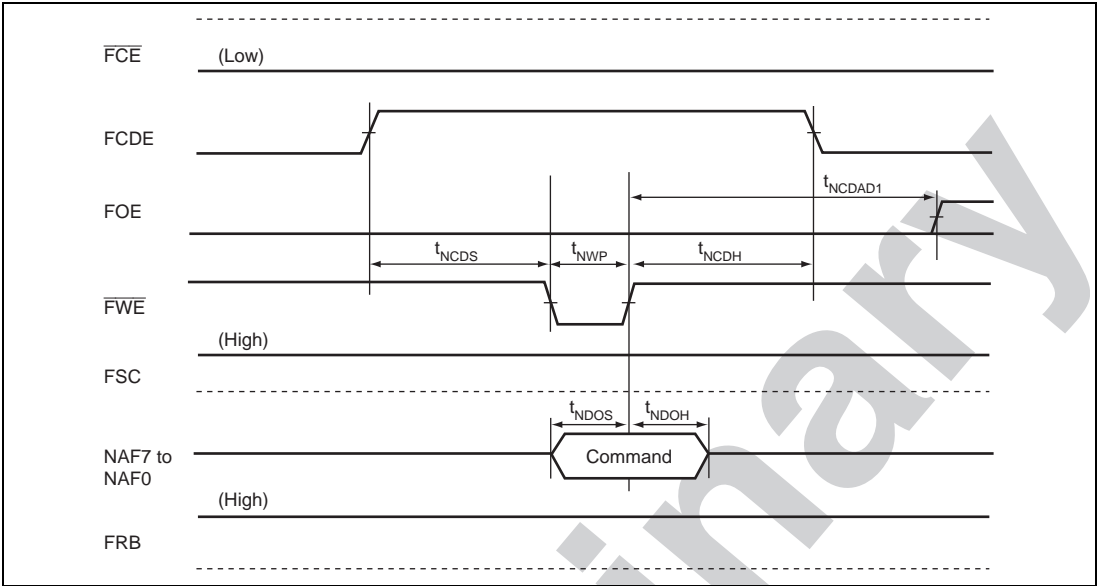 FCE
(Low)
FCDE
tNCDAD1
FOE
tNCDS
tNWP
tNCDH
FWE
(High)
FSC
tNDOS
tNDOH
NAF7 to
NAF0
Command
(High)
FRB
inary